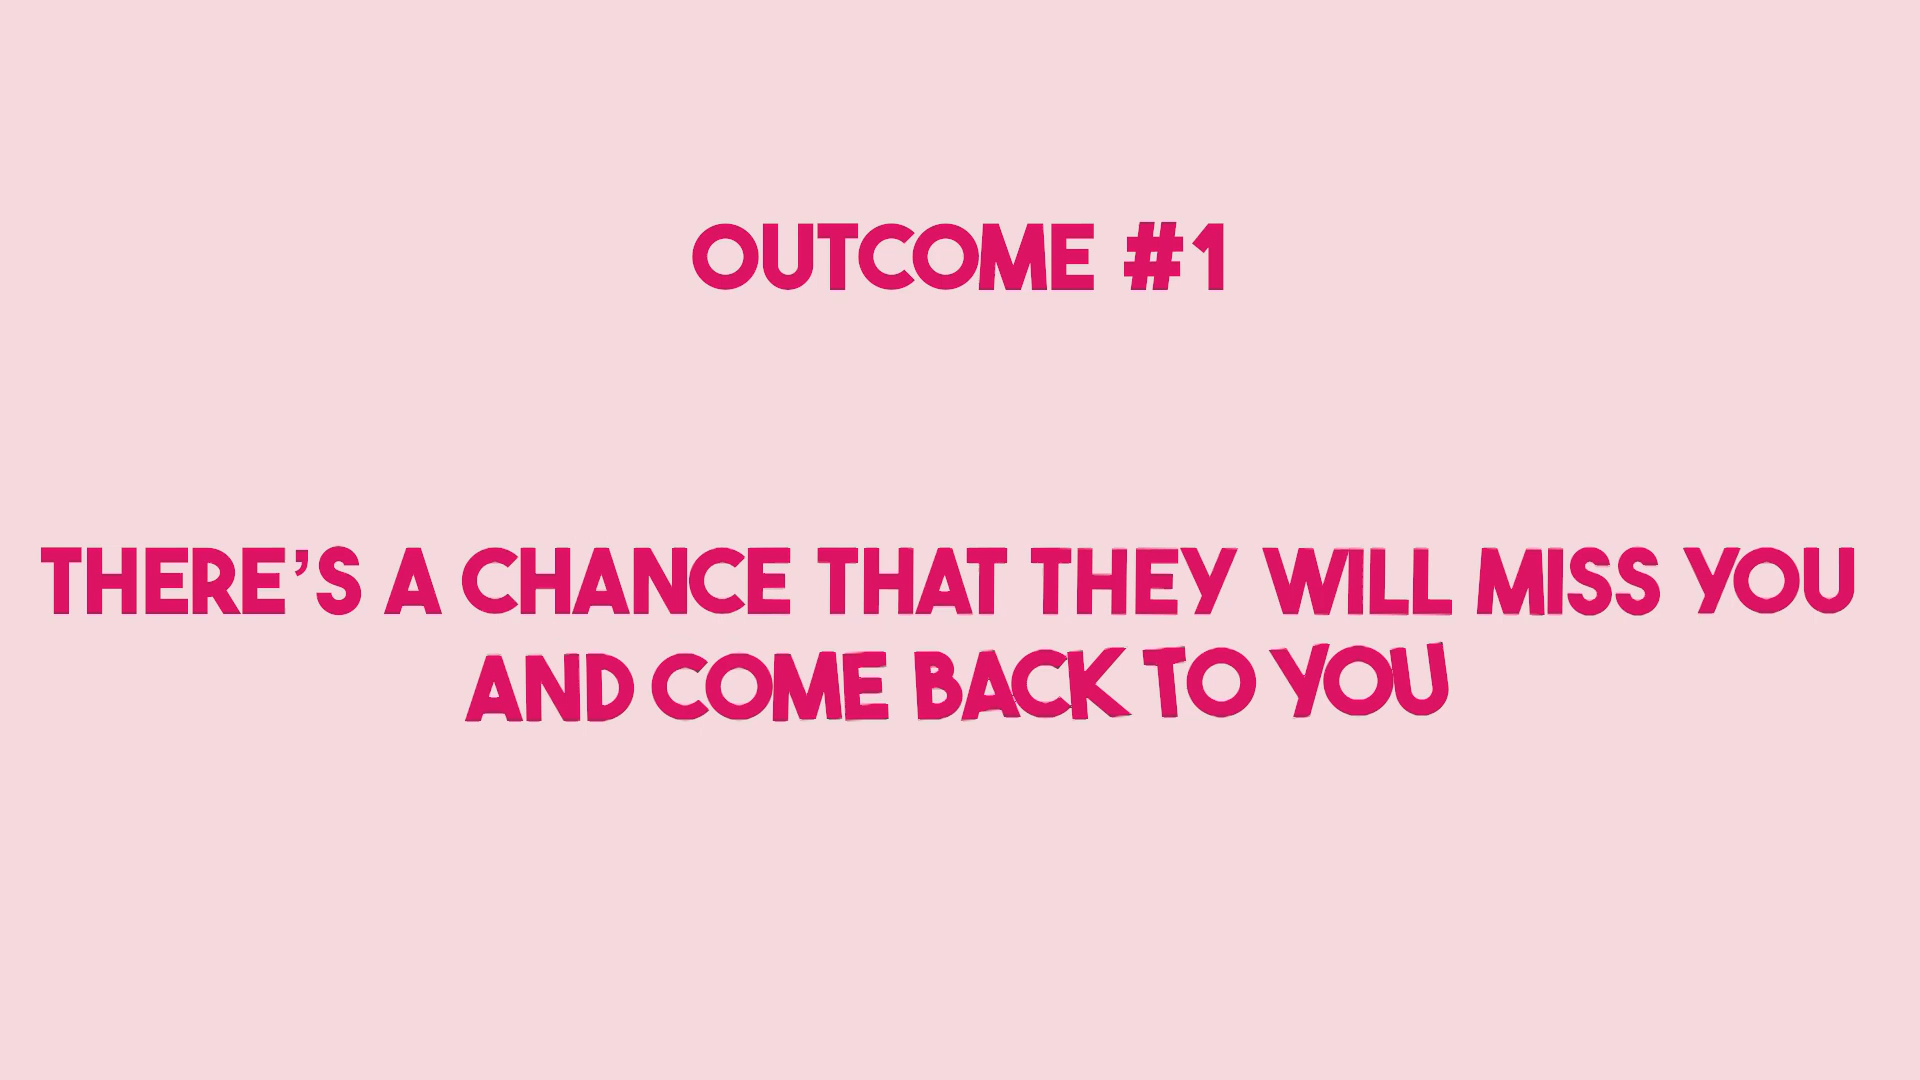 OUTCOME #1
THERE'S A CHANCE THAT THEY WILL MISS YOU
AND COME BACK TO YOU